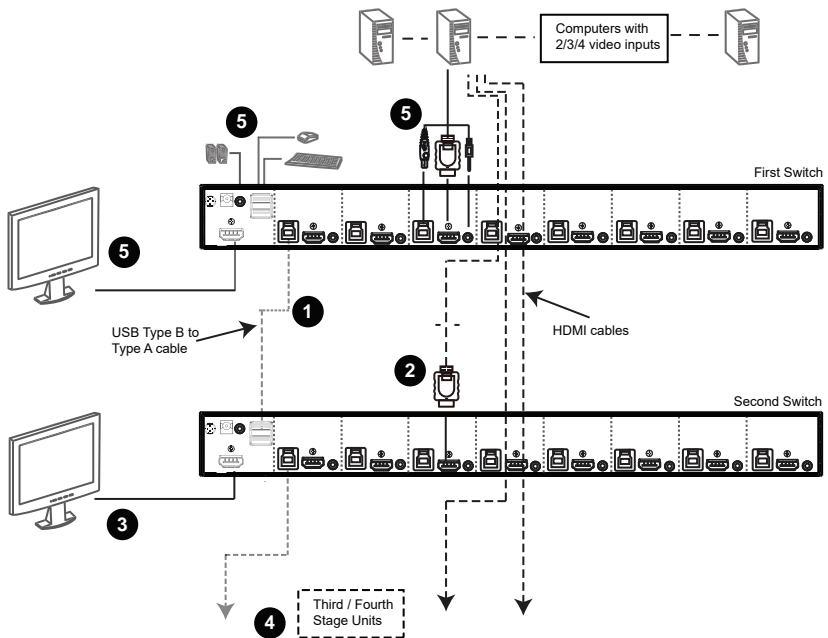 Computers with
2/3/4 video inputs
5
5
First Switch
5
1
USB Type B to
Type A cable
HDMI cables
2
Second Switch
3
4
Third / Fourth
Stage Units